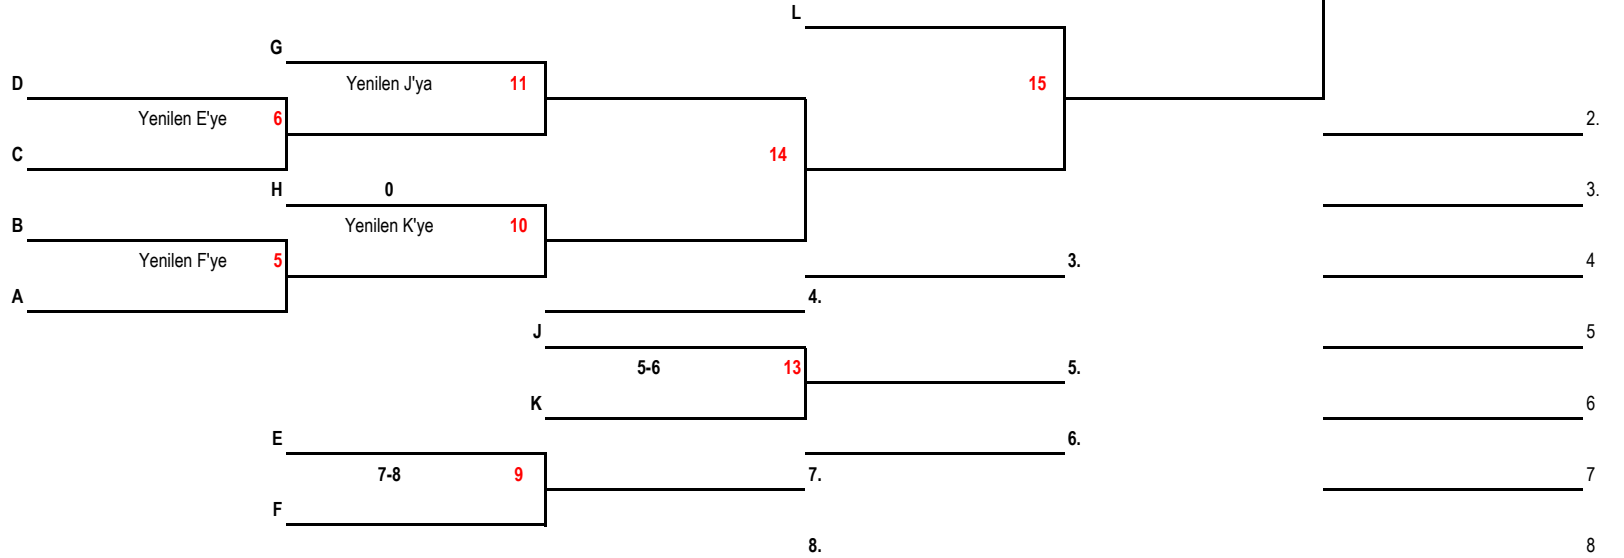 L
G
D Yenilen J'ya 11 15
Yenilen E'ye 6 2.
C 14
H 0 3.
B Yenilen K'ye 10
Yenilen F'ye 5 3. 4
A 4.
J 5
5-6 13 5.
K 6
E 6.
7-8 9 7. 7
F
8. 8